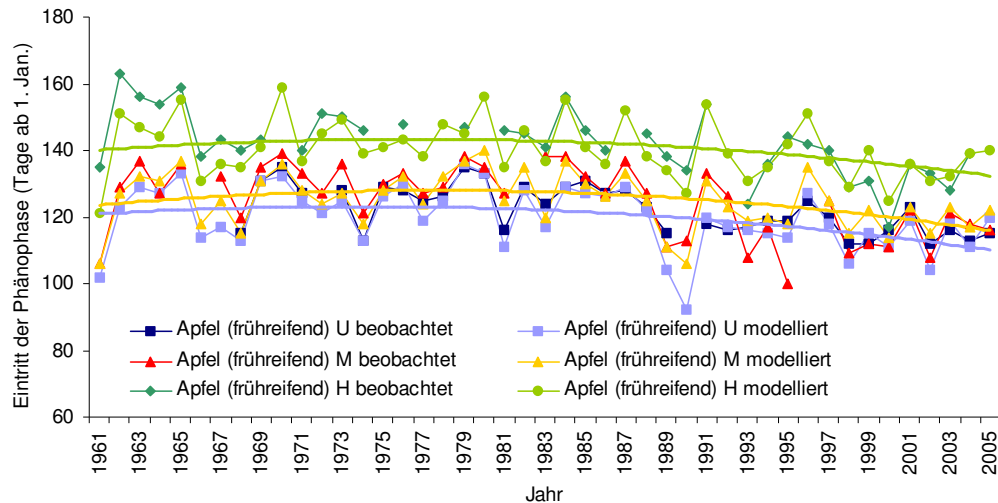 Eintritt der Phänophase (Tage ab 1. Jan.)
180
160
140
120
100
80
60
Apfel (frühreifend) U beobachtet
Apfel (frühreifend) U modelliert
Apfel (frühreifend) M beobachtet
Apfel (frühreifend) M modelliert
Apfel (frühreifend) H beobachtet
Apfel (frühreifend) H modelliert
1961 1963 1965 1967 1969 1971 1973 1975 1977 1979 1981 1983 1985 1987 1989 1991 1993 1995 1997 1999 2001 2003 2005
Jahr